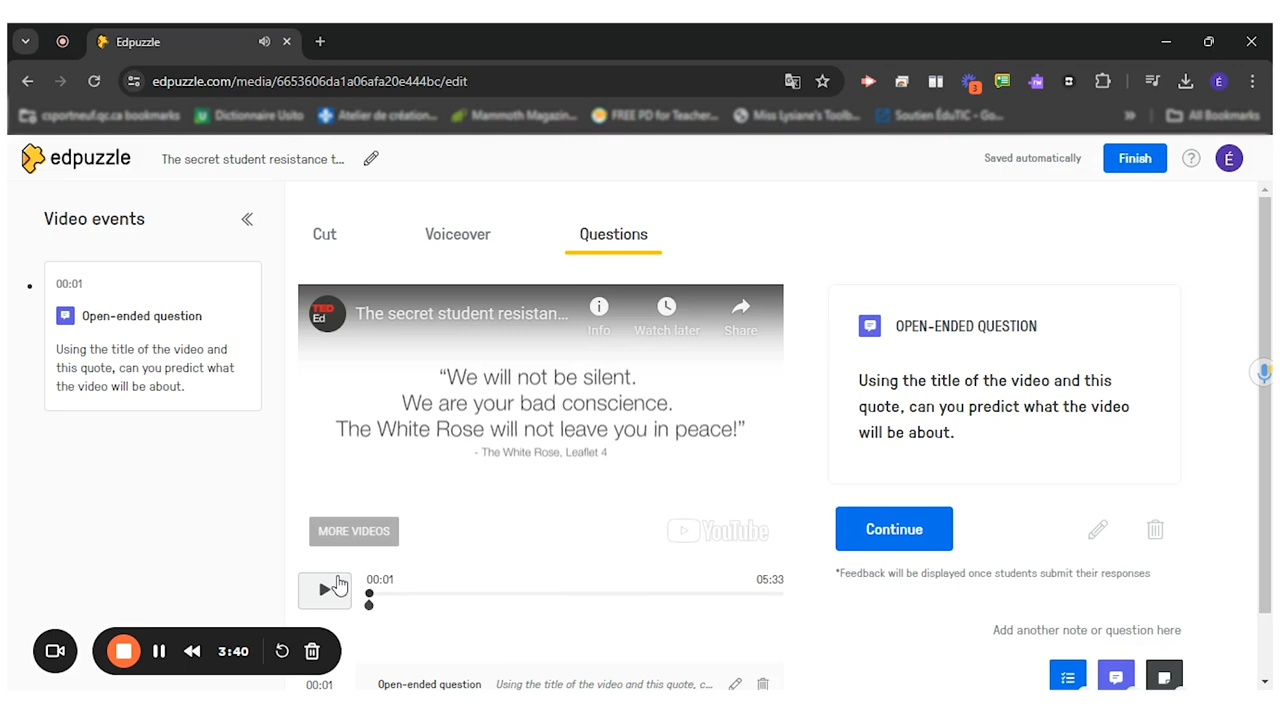 Edpuzzle
edpuzzle.com/media/6653606da1a06afa20e444bc/edit
3
É
csportneuf.qc.ca bookmarks
Dictionnaire Usito
Atelier de création...
Mammoth Magazin...
FREE PD for Teacher...
Miss Lysiane's Toolb...
Soutien ÉduTIC - Go...
All Bookmarks
edpuzzle
The secret student resistance t...
Saved automatically
Finish
?
É
Video events
Cut
Voiceover
Questions
00:01
Open-ended question
Using the title of the video and
this quote, can you predict what
the video will be about.
TED
Ed
The secret student resistan...
Info
Watch later
Share
“We will not be silent.
We are your bad conscience.
The White Rose will not leave you in peace!”
- The White Rose, Leaflet 4
MORE VIDEOS
YouTube
00:01
05:33
OPEN-ENDED QUESTION
Using the title of the video and this
quote, can you predict what the video
will be about.
Continue
*Feedback will be displayed once students submit their responses
Add another note or question here
3:40
00:01
Open-ended question
Using the title of the video and this quote, c...